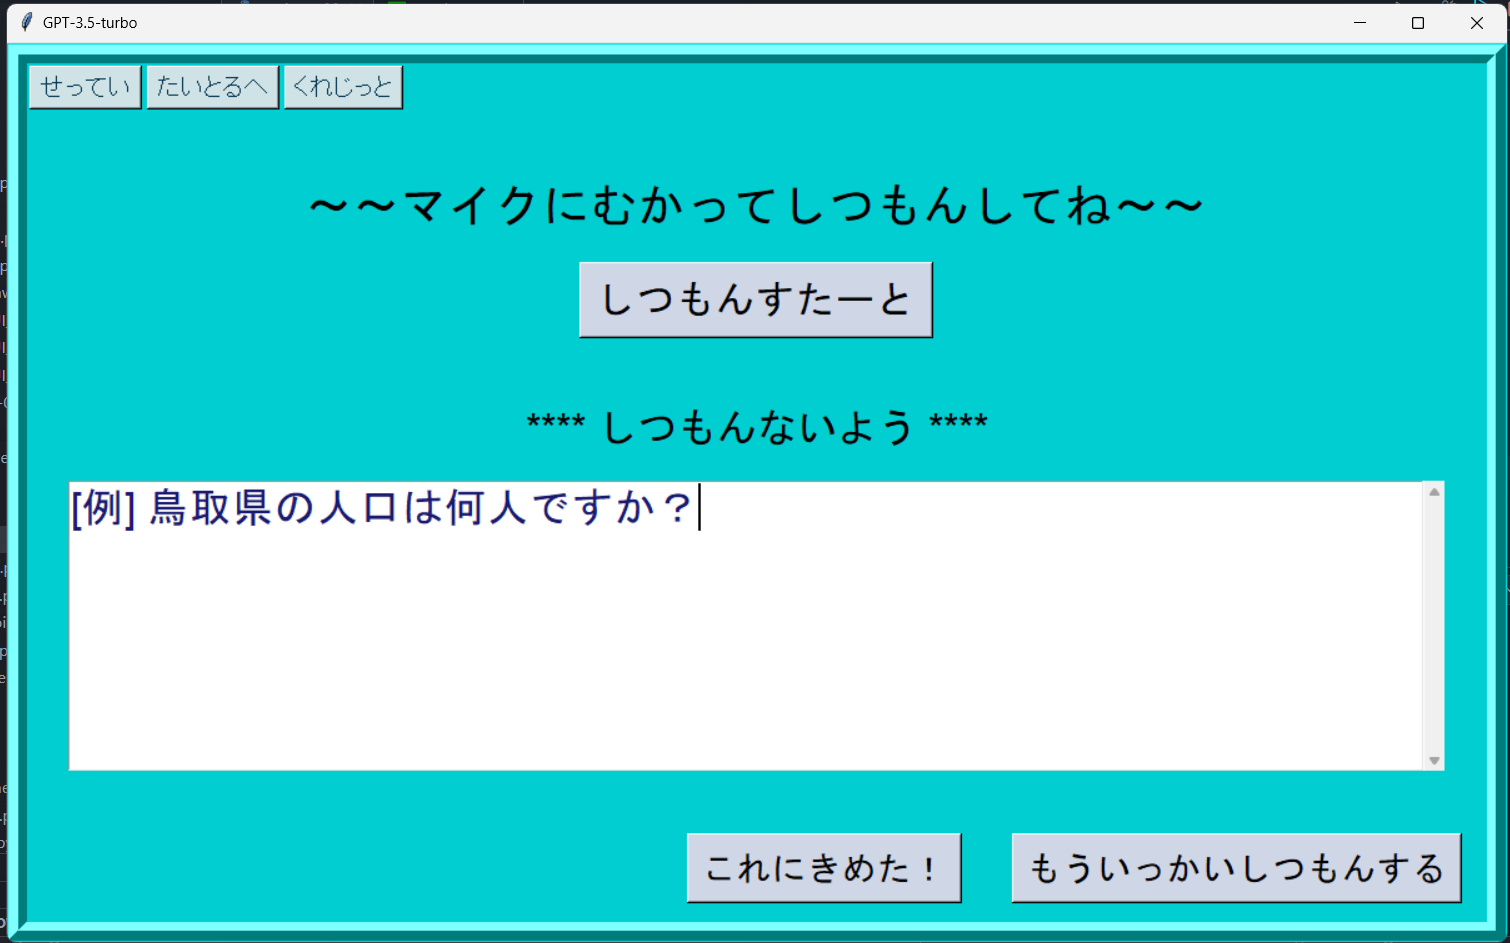 GPT-3.5-turbo
せってい たいとるへ くれじっと
～～マイクにむかってしつもんしてね～～
しつもんすたーと
**** しつもんないよう ****
[例] 鳥取県の人口は何人ですか？
これにきめた！ もういっかいしつもんする